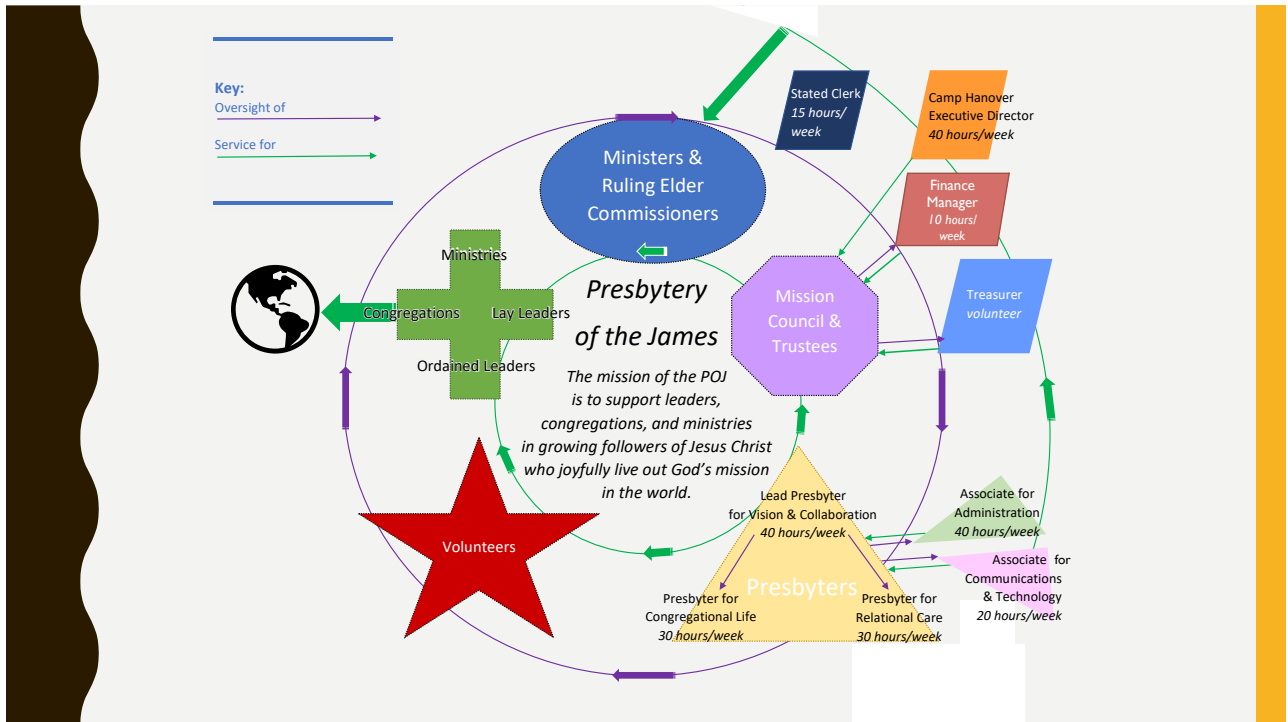 Key:
Oversight of
Service for
Stated Clerk
15 hours/
week
Camp Hanover
Executive Director
40 hours/week
Ministers &
Ruling Elder
Commissioners
Finance
Manager
10 hours/
week
Ministries
Congregations
Lay Leaders
Ordained Leaders
Presbytery
of the James
The mission of the POJ
is to support leaders,
congregations, and ministries
in growing followers of Jesus Christ
who joyfully live out God's mission
in the world.
Mission
Council &
Trustees
Treasurer
volunteer
Volunteers
Lead Presbyter
for Vision & Collaboration
40 hours/week
Presbyters
Presbyter for
Congregational Life
30 hours/week
Presbyter for
Relational Care
30 hours/week
Associate for
Administration
40 hours/week
Associate for
Communications
& Technology
20 hours/week